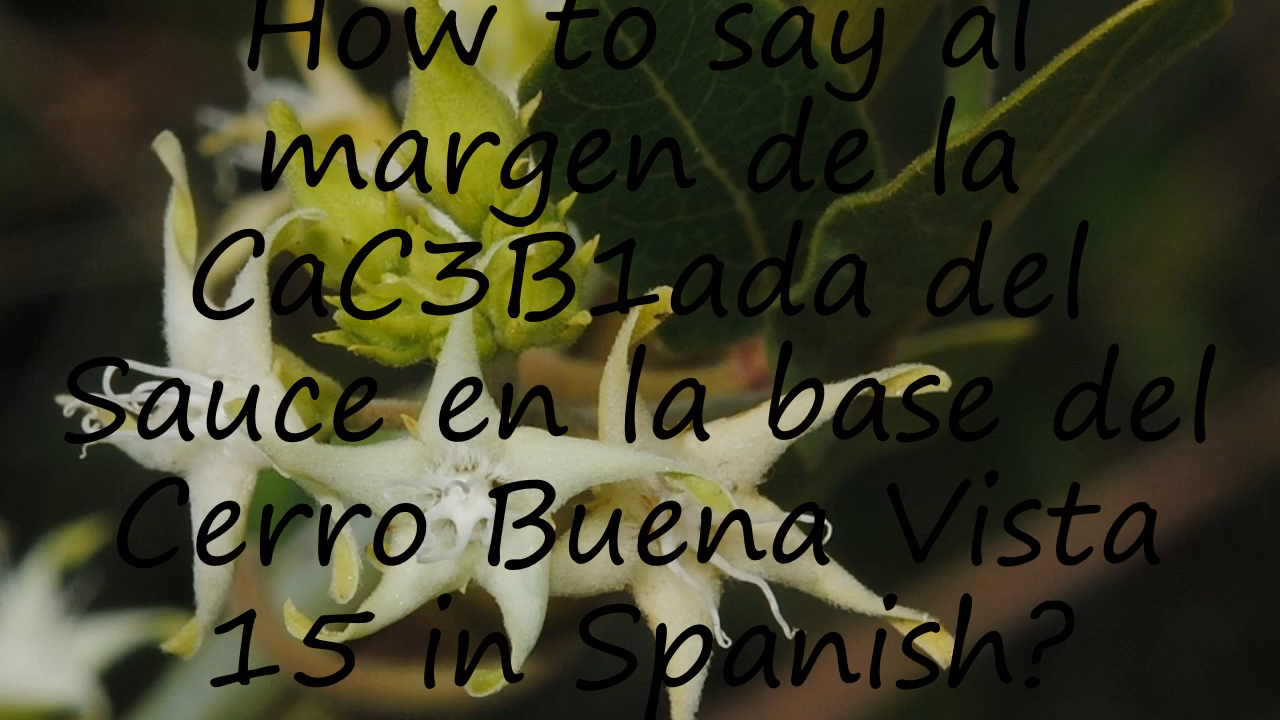 How to say al
margen de la
CaC3B1ada del
Sauce en la base del
Cerro Buena Vista
15 in Spanish?